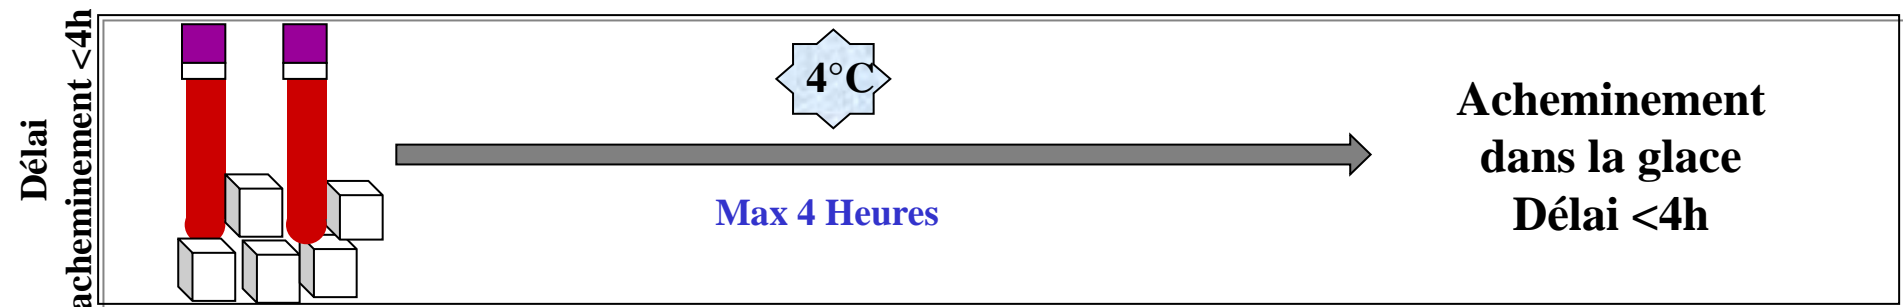 Délai
acheminement <4h
4°C
Max 4 Heures
Acheminement
dans la glace
Délai <4h